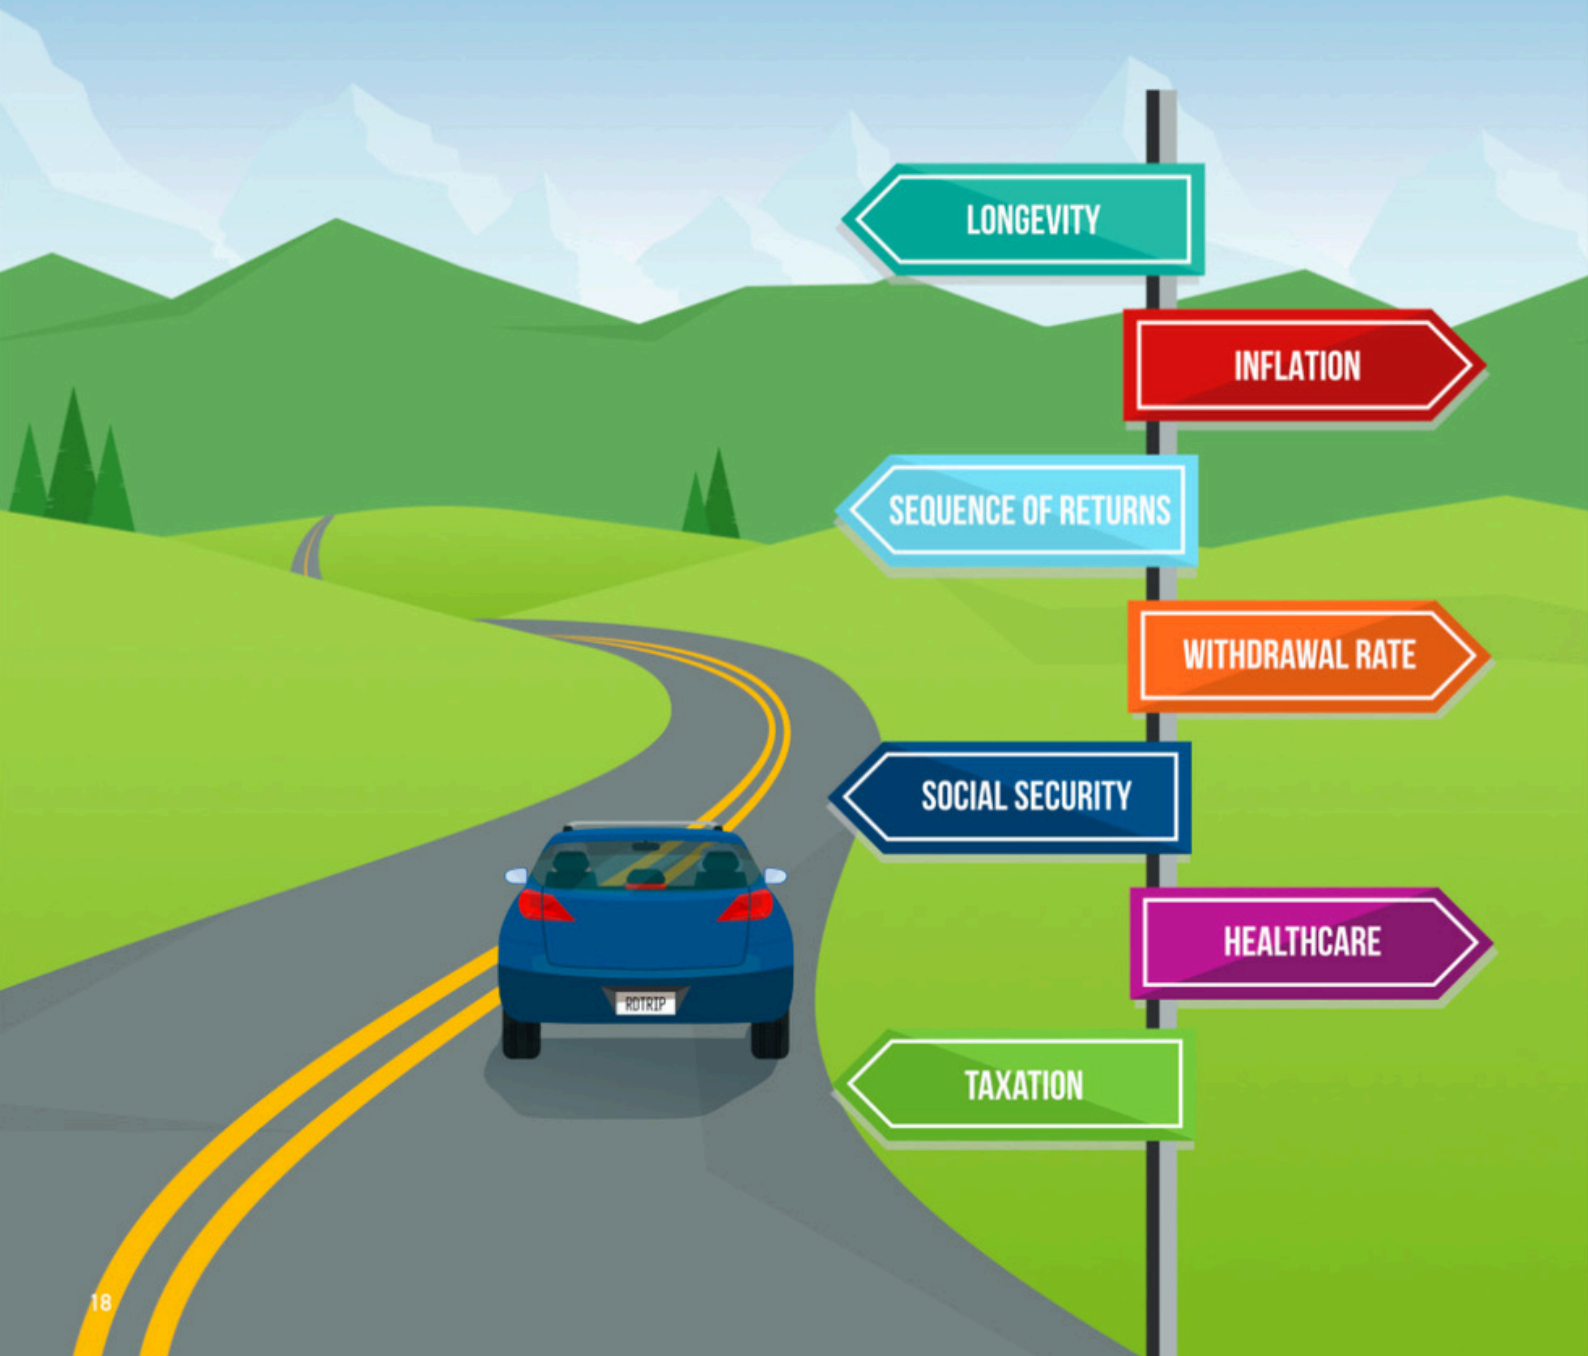 LONGEVITY
INFLATION
SEQUENCE OF RETURNS
WITHDRAWAL RATE
SOCIAL SECURITY
HEALTHCARE
RDTRIP
TAXATION
18